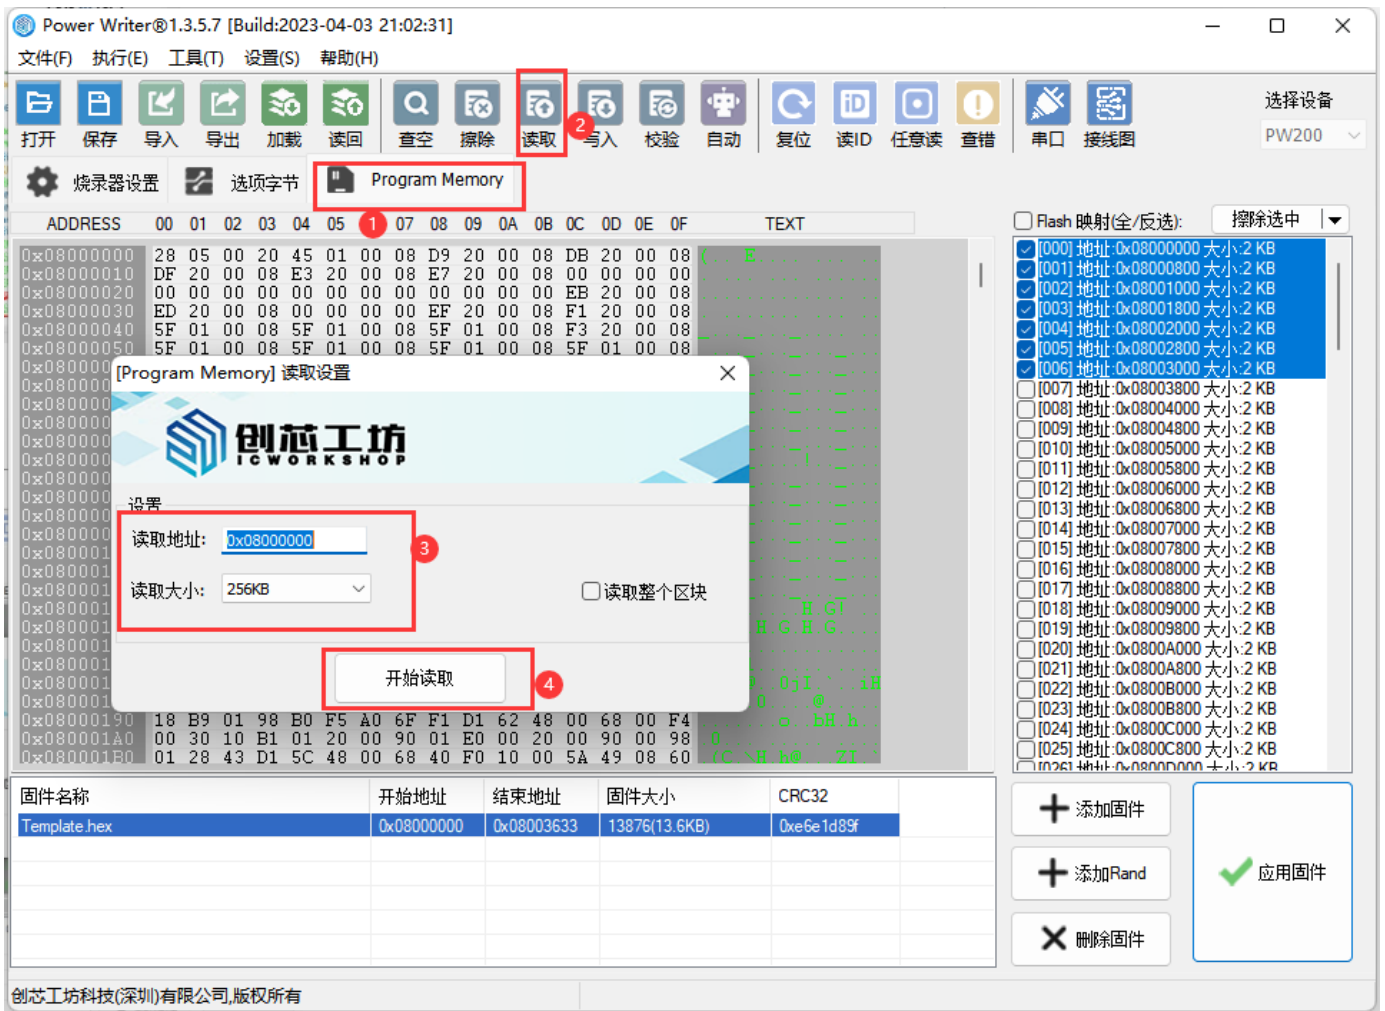 Power Writer®1.3.5.7 [Build:2023-04-03 21:02:31]
文件(F) 执行(E) 工具(T) 设置(S) 帮助(H)
打开 保存 导入 导出 加载 读回 查空 擦除 读取 写入 校验 自动 复位 读ID 任意读 查错 串口 接线图
2
选择设备
PW200
烧录器设置 选项字节 Program Memory
1
ADDRESS 00 01 02 03 04 05 07 08 09 0A 0B 0C 0D 0E 0F TEXT
0x08000000 28 05 00 20 45 01 00 08 D9 20 00 08 DB 20 00 08
0x08000010 DF 20 00 08 E3 20 00 08 E7 20 00 08 00 00 00 00
0x08000020 00 00 00 00 00 00 00 00 00 00 00 00 EB 20 00 08
0x08000030 ED 20 00 08 00 00 00 00 EF 20 00 08 F1 20 00 08
0x08000040 5F 01 00 08 5F 01 00 08 5F 01 00 08 F3 20 00 08
0x08000050 5F 01 00 08 5F 01 00 08 5F 01 00 08 5F 01 00 08
[Program Memory] 读取设置
创芯工坊
ICWORKSHOP
设置
读取地址: 0x08000000
3
读取大小: 256KB
读取整个区块
开始读取
4
0x08000190 18 B9 01 98 B0 F5 A0 6F F1 D1 62 48 00 68 00 F4
0x080001A0 00 30 10 B1 01 20 00 90 01 E0 00 20 00 90 00 98
0x080001B0 01 28 43 D1 5C 48 00 68 40 F0 10 00 5A 49 08 60
Flash 映射(全/反选): 擦除选中
[000] 地址:0x08000000 大小:2 KB
[001] 地址:0x08000800 大小:2 KB
[002] 地址:0x08001000 大小:2 KB
[003] 地址:0x08001800 大小:2 KB
[004] 地址:0x08002000 大小:2 KB
[005] 地址:0x08002800 大小:2 KB
[006] 地址:0x08003000 大小:2 KB
[007] 地址:0x08003800 大小:2 KB
[008] 地址:0x08004000 大小:2 KB
[009] 地址:0x08004800 大小:2 KB
[010] 地址:0x08005000 大小:2 KB
[011] 地址:0x08005800 大小:2 KB
[012] 地址:0x08006000 大小:2 KB
[013] 地址:0x08006800 大小:2 KB
[014] 地址:0x08007000 大小:2 KB
[015] 地址:0x08007800 大小:2 KB
[016] 地址:0x08008000 大小:2 KB
[017] 地址:0x08008800 大小:2 KB
[018] 地址:0x08009000 大小:2 KB
[019] 地址:0x08009800 大小:2 KB
[020] 地址:0x0800A000 大小:2 KB
[021] 地址:0x0800A800 大小:2 KB
[022] 地址:0x0800B000 大小:2 KB
[023] 地址:0x0800B800 大小:2 KB
[024] 地址:0x0800C000 大小:2 KB
[025] 地址:0x0800C800 大小:2 KB
[026] 地址:0x0800D000 大小:2 KB
固件名称 开始地址 结束地址 固件大小 CRC32
Template.hex 0x08000000 0x08003633 13876(13.6KB) 0xe6e1d89f
添加固件
添加Rand
删除固件
应用固件
创芯工坊科技(深圳)有限公司,版权所有